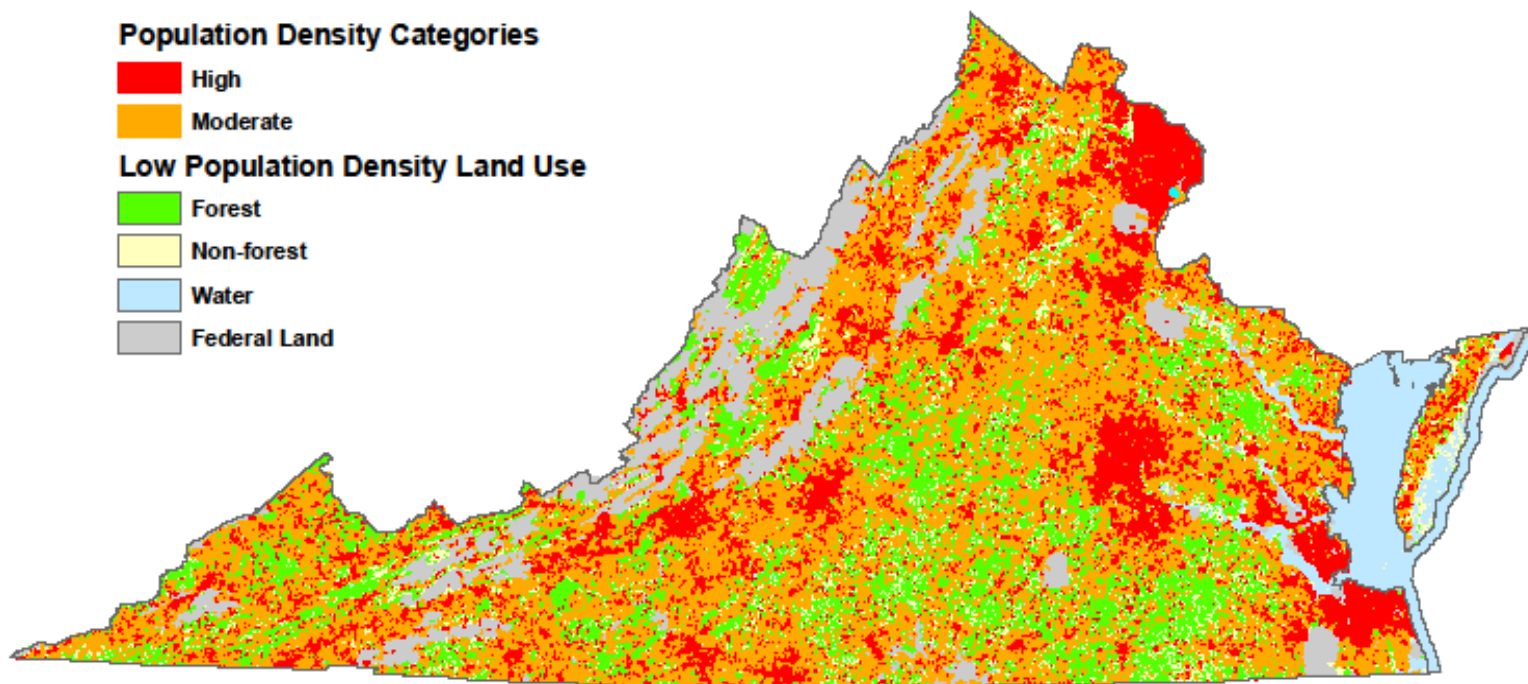 Population Density Categories
High
Moderate
Low Population Density Land Use
Forest
Non-forest
Water
Federal Land